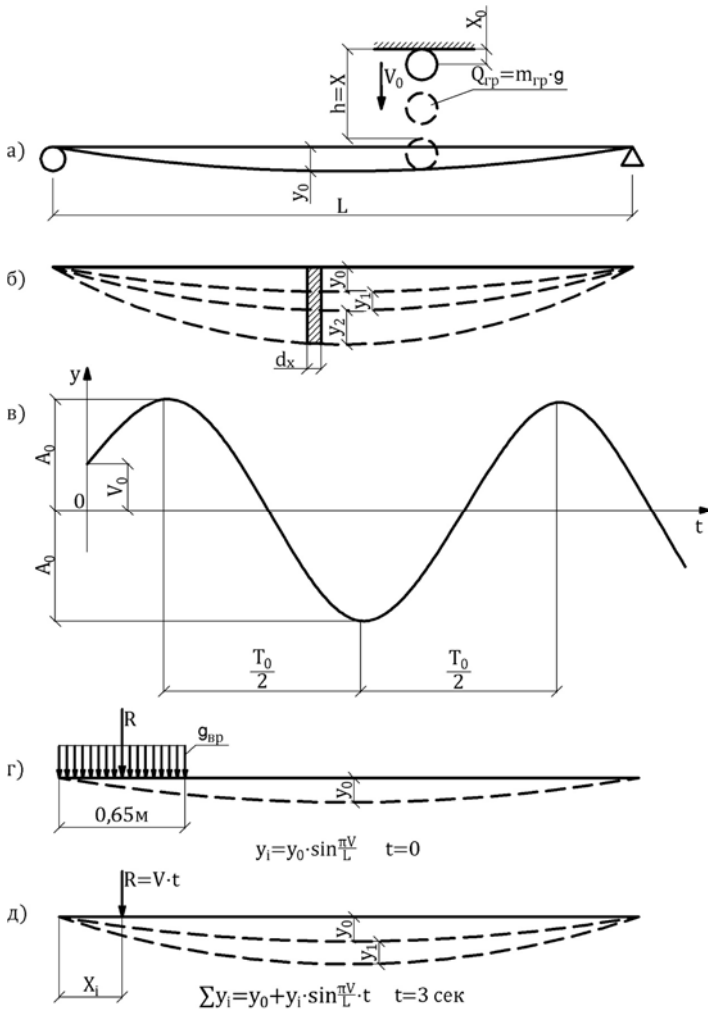 X₀
h=X
V₀
Qгр=mгр·g
а)
y₀
L
б)
y₀
y₁
y₂
dx
y
в)
A₀
0
V₀
t
A₀
T₀/2
T₀/2
R
gвр
г)
y₀
0,65м
yᵢ=y₀·sin πV/L t=0
R=V·t
д)
y₀
y₁
Xᵢ
∑yᵢ=y₀+yᵢ·sin πV/L ·t t=3 сек